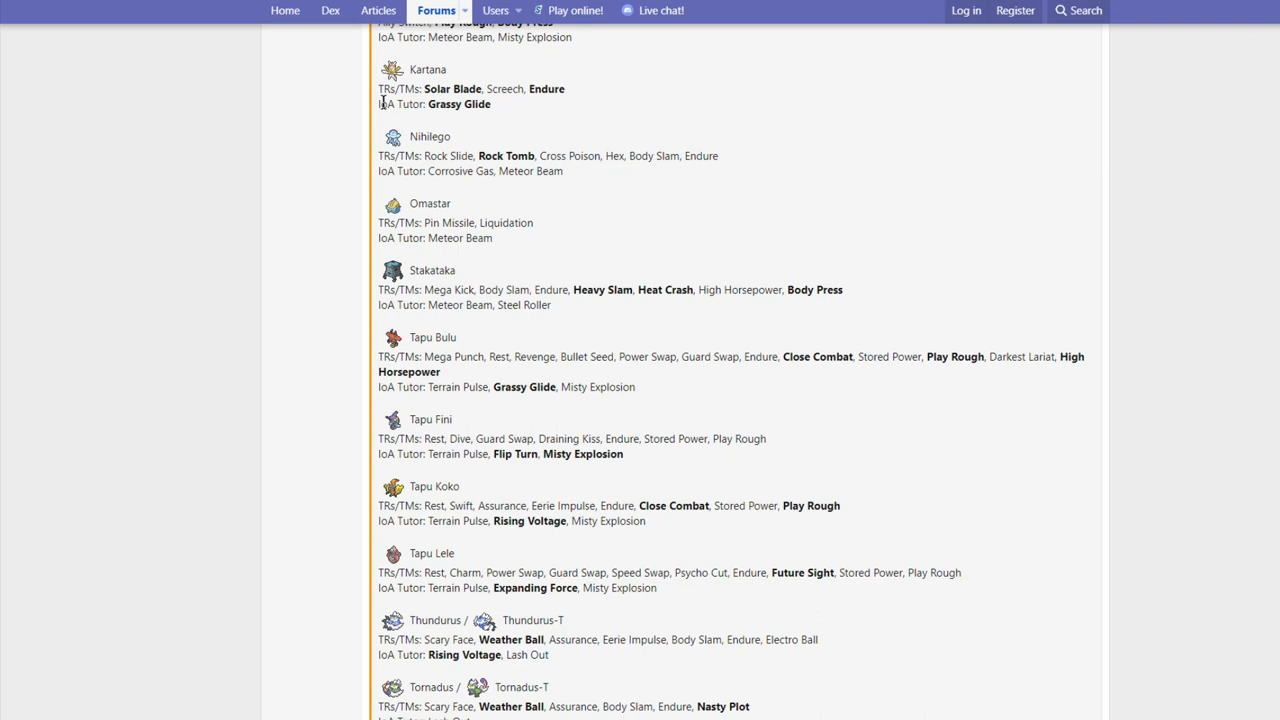 Home Dex Articles Forums Users Play online! Live chat! Log in Register Search
Ally Switch, Play Rough, Body Press
IoA Tutor: Meteor Beam, Misty Explosion
Kartana
TRs/TMs: Solar Blade, Screech, Endure
IoA Tutor: Grassy Glide
Nihilego
TRs/TMs: Rock Slide, Rock Tomb, Cross Poison, Hex, Body Slam, Endure
IoA Tutor: Corrosive Gas, Meteor Beam
Omastar
TRs/TMs: Pin Missile, Liquidation
IoA Tutor: Meteor Beam
Stakataka
TRs/TMs: Mega Kick, Body Slam, Endure, Heavy Slam, Heat Crash, High Horsepower, Body Press
IoA Tutor: Meteor Beam, Steel Roller
Tapu Bulu
TRs/TMs: Mega Punch, Rest, Revenge, Bullet Seed, Power Swap, Guard Swap, Endure, Close Combat, Stored Power, Play Rough, Darkest Lariat, High
Horsepower
IoA Tutor: Terrain Pulse, Grassy Glide, Misty Explosion
Tapu Fini
TRs/TMs: Rest, Dive, Guard Swap, Draining Kiss, Endure, Stored Power, Play Rough
IoA Tutor: Terrain Pulse, Flip Turn, Misty Explosion
Tapu Koko
TRs/TMs: Rest, Swift, Assurance, Eerie Impulse, Endure, Close Combat, Stored Power, Play Rough
IoA Tutor: Terrain Pulse, Rising Voltage, Misty Explosion
Tapu Lele
TRs/TMs: Rest, Charm, Power Swap, Guard Swap, Speed Swap, Psycho Cut, Endure, Future Sight, Stored Power, Play Rough
IoA Tutor: Terrain Pulse, Expanding Force, Misty Explosion
Thundurus / Thundurus-T
TRs/TMs: Scary Face, Weather Ball, Assurance, Eerie Impulse, Body Slam, Endure, Electro Ball
IoA Tutor: Rising Voltage, Lash Out
Tornadus / Tornadus-T
TRs/TMs: Scary Face, Weather Ball, Assurance, Body Slam, Endure, Nasty Plot
IoA Tutor: Lash Out